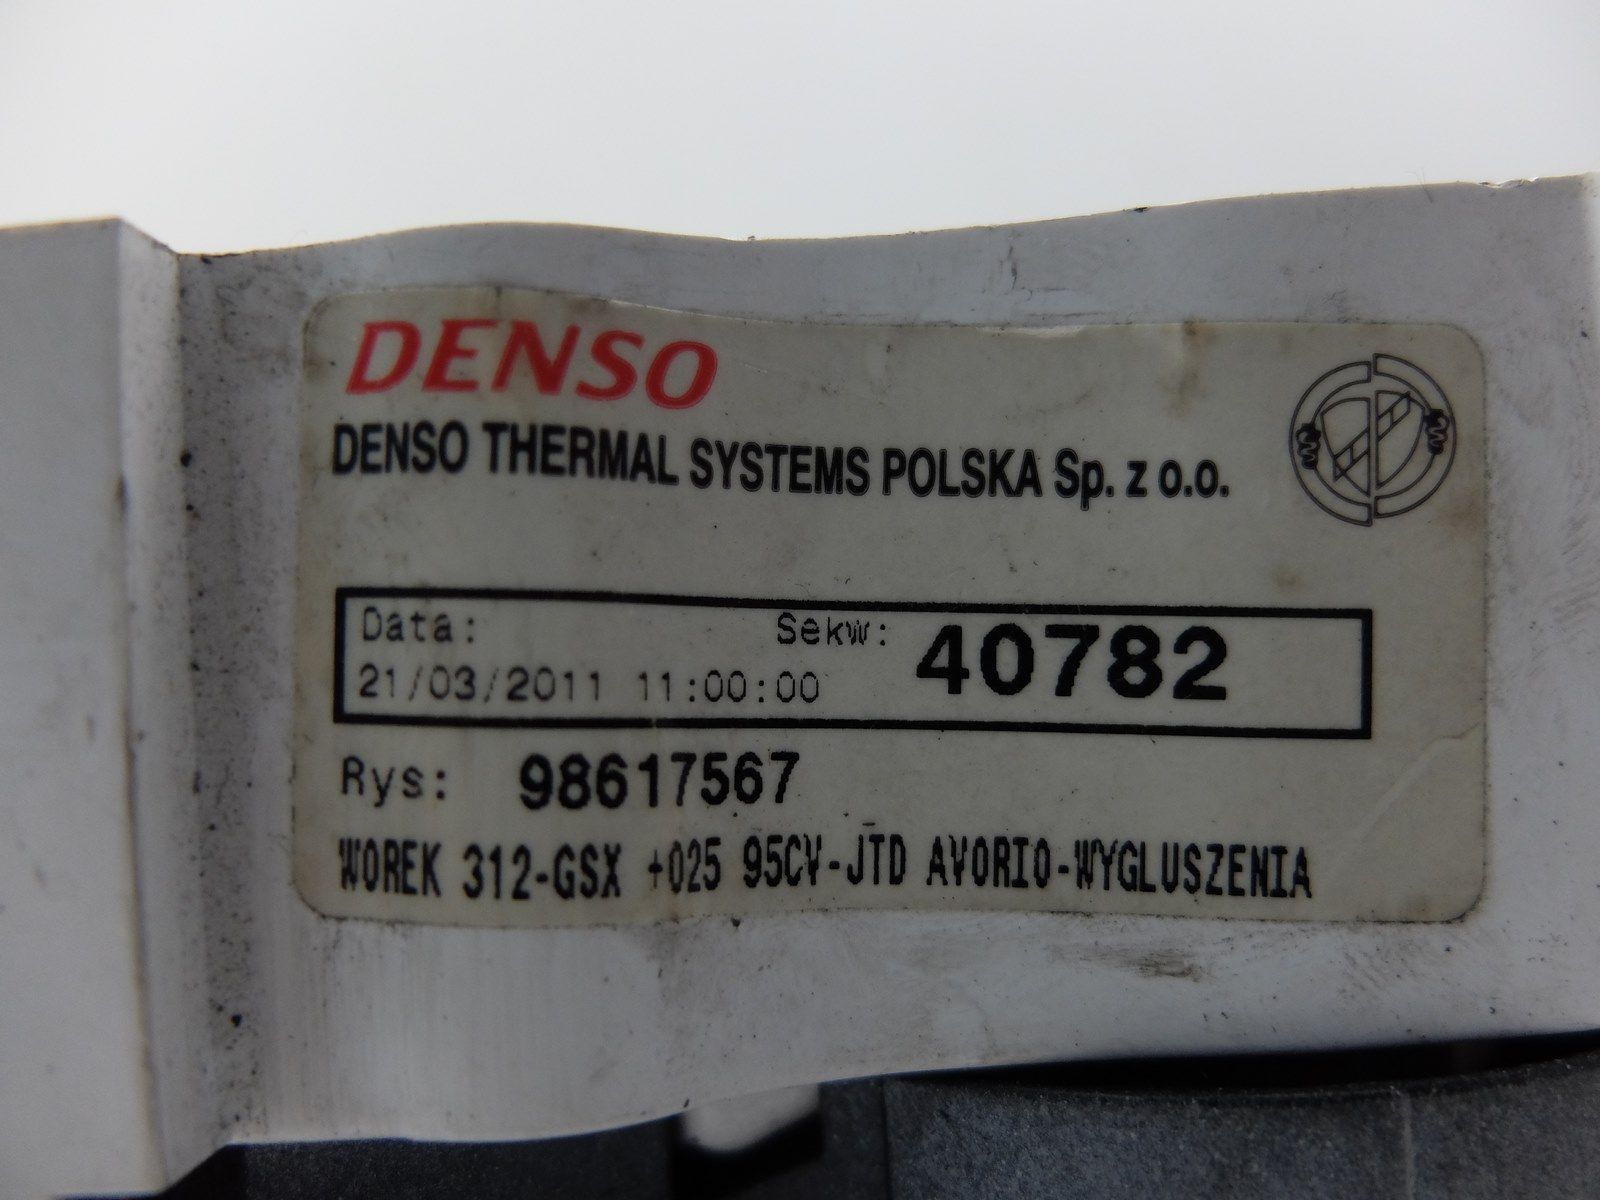 DENSO
DENSO THERMAL SYSTEMS POLSKA Sp. z o.o.
Data: Sekw: 40782
21/03/2011 11:00:00
Rys: 98617567
WOREK 312-GSX +025 95CV-JTD AVORIO-WYGLUSZENIA